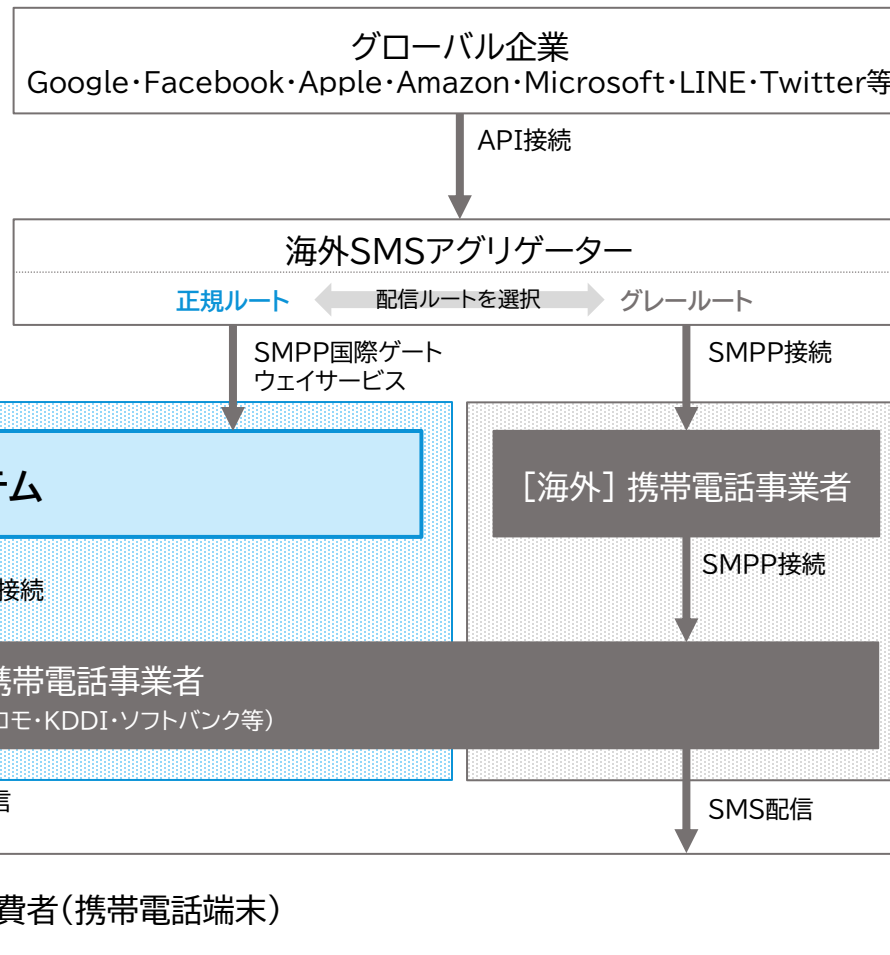 グローバル企業
Google・Facebook・Apple・Amazon・Microsoft・LINE・Twitter等
API接続
海外SMSアグリゲーター
正規ルート
配信ルートを選択
グレールート
SMPP国際ゲート
ウェイサービス
SMPP接続
テム
[海外] 携帯電話事業者
接続
SMPP接続
携帯電話事業者
コモ・KDDI・ソフトバンク等)
信
SMS配信
費者(携帯電話端末)